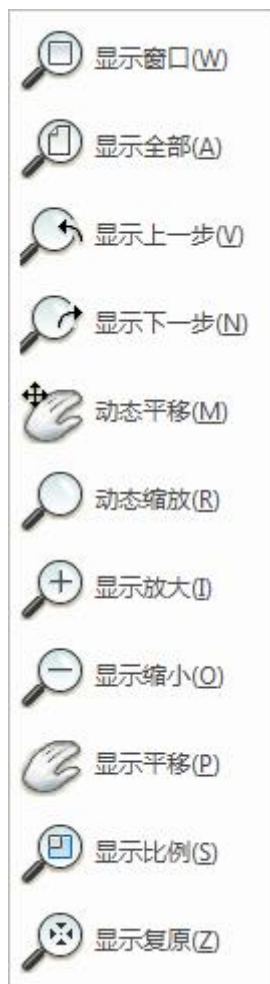 显示窗口(W)
显示全部(A)
显示上一步(V)
显示下一步(N)
动态平移(M)
动态缩放(R)
显示放大(I)
显示缩小(O)
显示平移(P)
显示比例(S)
显示复原(Z)